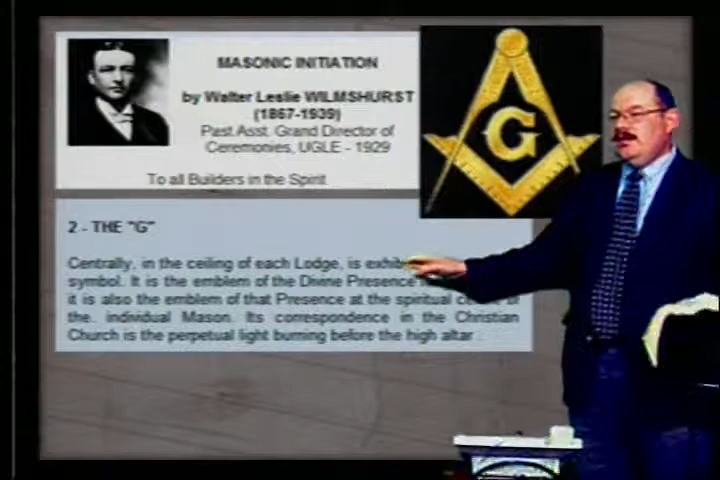 MASONIC INITIATION
by Walter Leslie WILMSHURST
(1867-1939)
Past Asst. Grand Director of
Ceremonies, UGLE - 1929
To all Builders in the Spirit
G
2 - THE "G"
Centrally, in the ceiling of each Lodge, is
symbol. It is the emblem of the Divine Presence
it is also the emblem of that Presence at the spiritual
the. individual Mason. Its correspondence in the Christian
Church is the perpetual light burning before the high altar